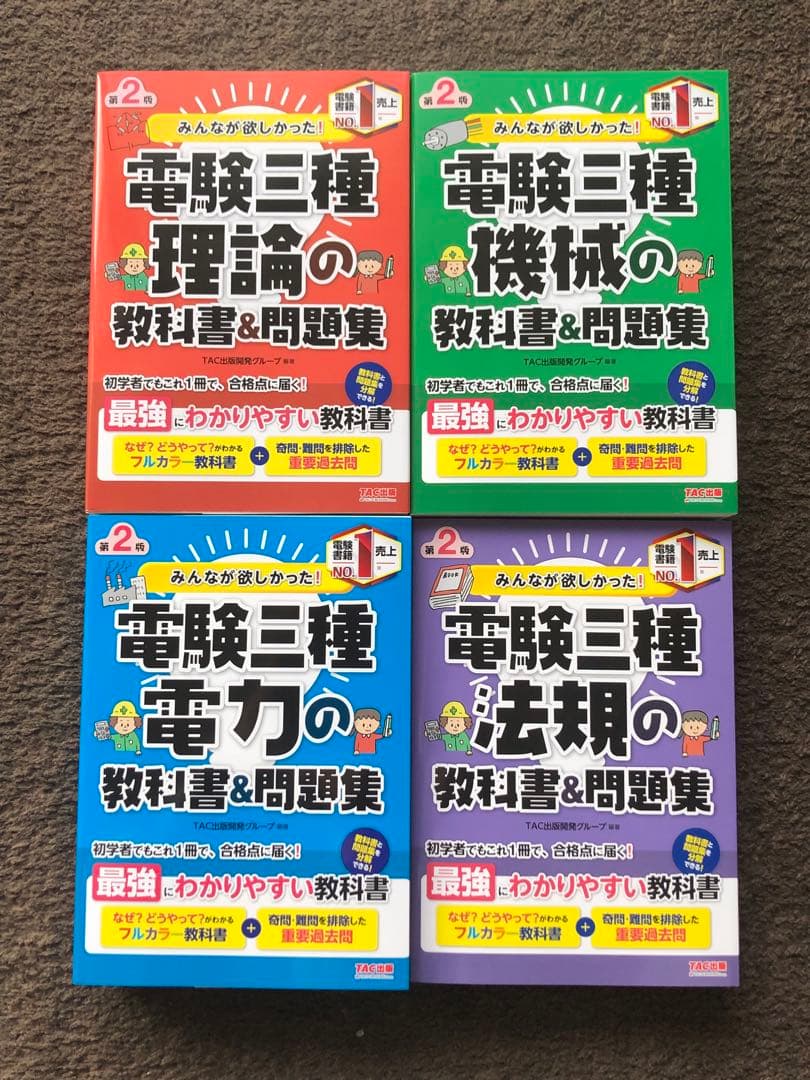 第2版
電験書籍 売上
NO.1
みんなが欲しかった!
電験三種
理論の
教科書&問題集
TAC出版開発グループ 編著
初学者でもこれ1冊で、合格点に届く!
教科書と
問題集を
分解
できる!
最強にわかりやすい教科書
なぜ?どうやって?がわかる
フルカラー教科書
+
奇問・難問を排除した
重要過去問
TAC出版
第2版
電験書籍 売上
NO.1
みんなが欲しかった!
電験三種
機械の
教科書&問題集
TAC出版開発グループ 編著
初学者でもこれ1冊で、合格点に届く!
教科書と
問題集を
分解
できる!
最強にわかりやすい教科書
なぜ?どうやって?がわかる
フルカラー教科書
+
奇問・難問を排除した
重要過去問
TAC出版
第2版
電験書籍 売上
NO.1
みんなが欲しかった!
電験三種
電力の
教科書&問題集
TAC出版開発グループ 編著
初学者でもこれ1冊で、合格点に届く!
教科書と
問題集を
分解
できる!
最強にわかりやすい教科書
なぜ?どうやって?がわかる
フルカラー教科書
+
奇問・難問を排除した
重要過去問
TAC出版
第2版
電験書籍 売上
NO.1
BOOK
みんなが欲しかった!
電験三種
法規の
教科書&問題集
TAC出版開発グループ 編著
初学者でもこれ1冊で、合格点に届く!
教科書と
問題集を
分解
できる!
最強にわかりやすい教科書
なぜ?どうやって?がわかる
フルカラー教科書
+
奇問・難問を排除した
重要過去問
TAC出版